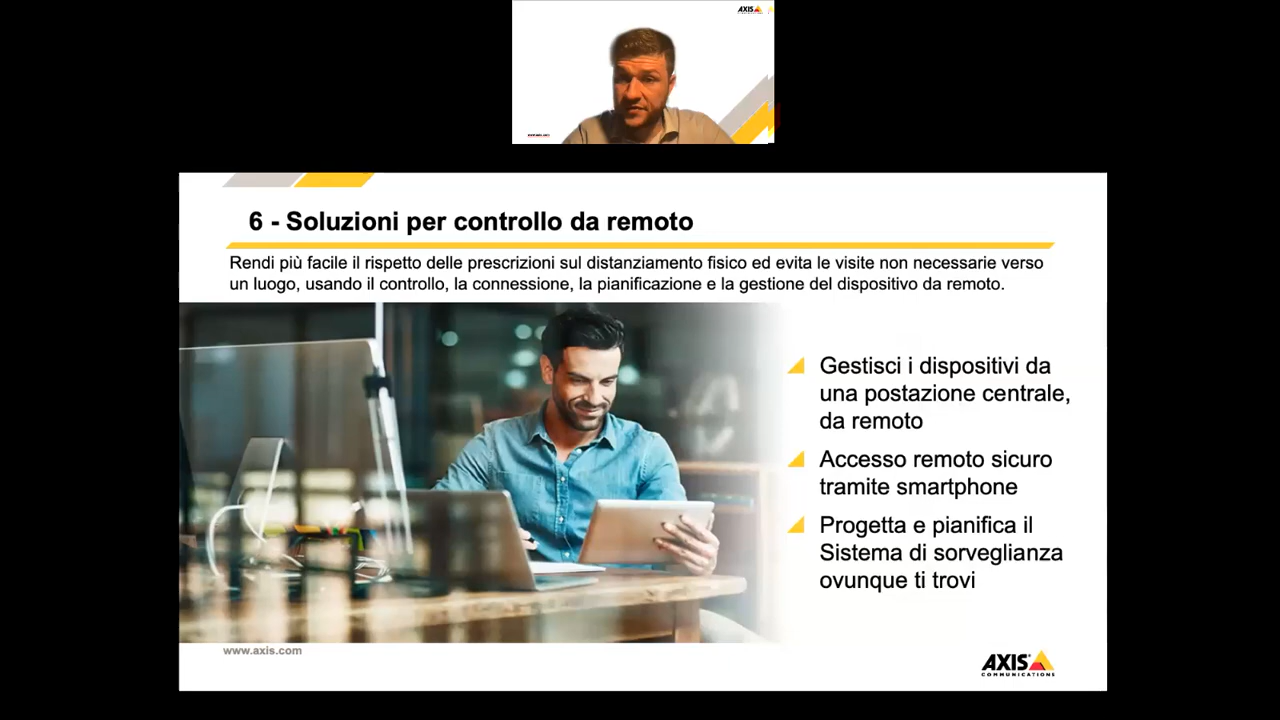 AXIS
6 - Soluzioni per controllo da remoto
Rendi più facile il rispetto delle prescrizioni sul distanziamento fisico ed evita le visite non necessarie verso
un luogo, usando il controllo, la connessione, la pianificazione e la gestione del dispositivo da remoto.
Gestisci i dispositivi da
una postazione centrale,
da remoto
Accesso remoto sicuro
tramite smartphone
Progetta e pianifica il
Sistema di sorveglianza
ovunque ti trovi
www.axis.com
AXIS
COMMUNICATIONS